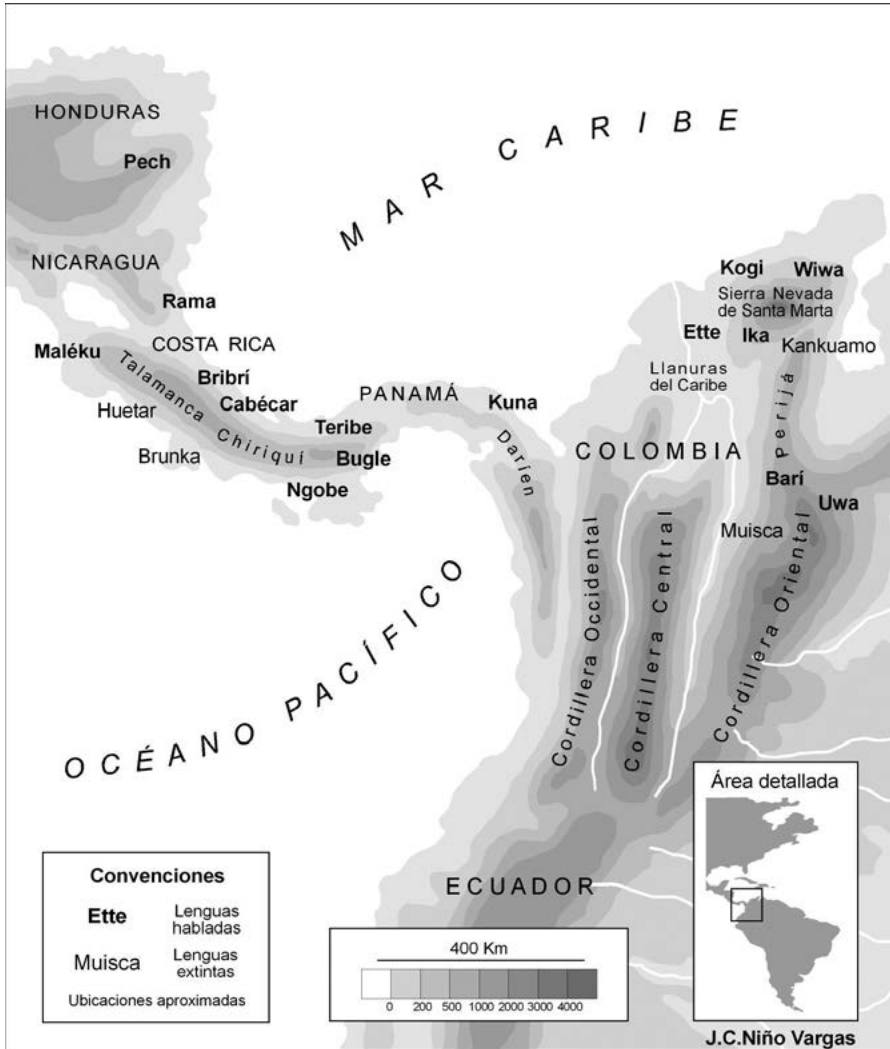 HONDURAS
Pech
MAR CARIBE
NICARAGUA
Rama
Kogi
Wiwa
Sierra Nevada
de Santa Marta
Ette
Ika
Kankuamo
Maléku
COSTA RICA
Talamanca
Bribrí
Llanuras
del Caribe
Huetar
Cabécar
PANAMÁ
Kuna
Perijá
Chiriquí
Teribe
Brunka
Bugle
Daríen
COLOMBIA
Ngobe
Barí
Uwa
Muisca
Cordillera Occidental
Cordillera Central
Cordillera Oriental
OCÉANO PACÍFICO
ECUADOR
Convenciones
Ette
Lenguas
habladas
Muisca
Lenguas
extintas
Ubicaciones aproximadas
400 Km
0 200 500 1000 2000 3000 4000
Área detallada
J.C.Niño Vargas